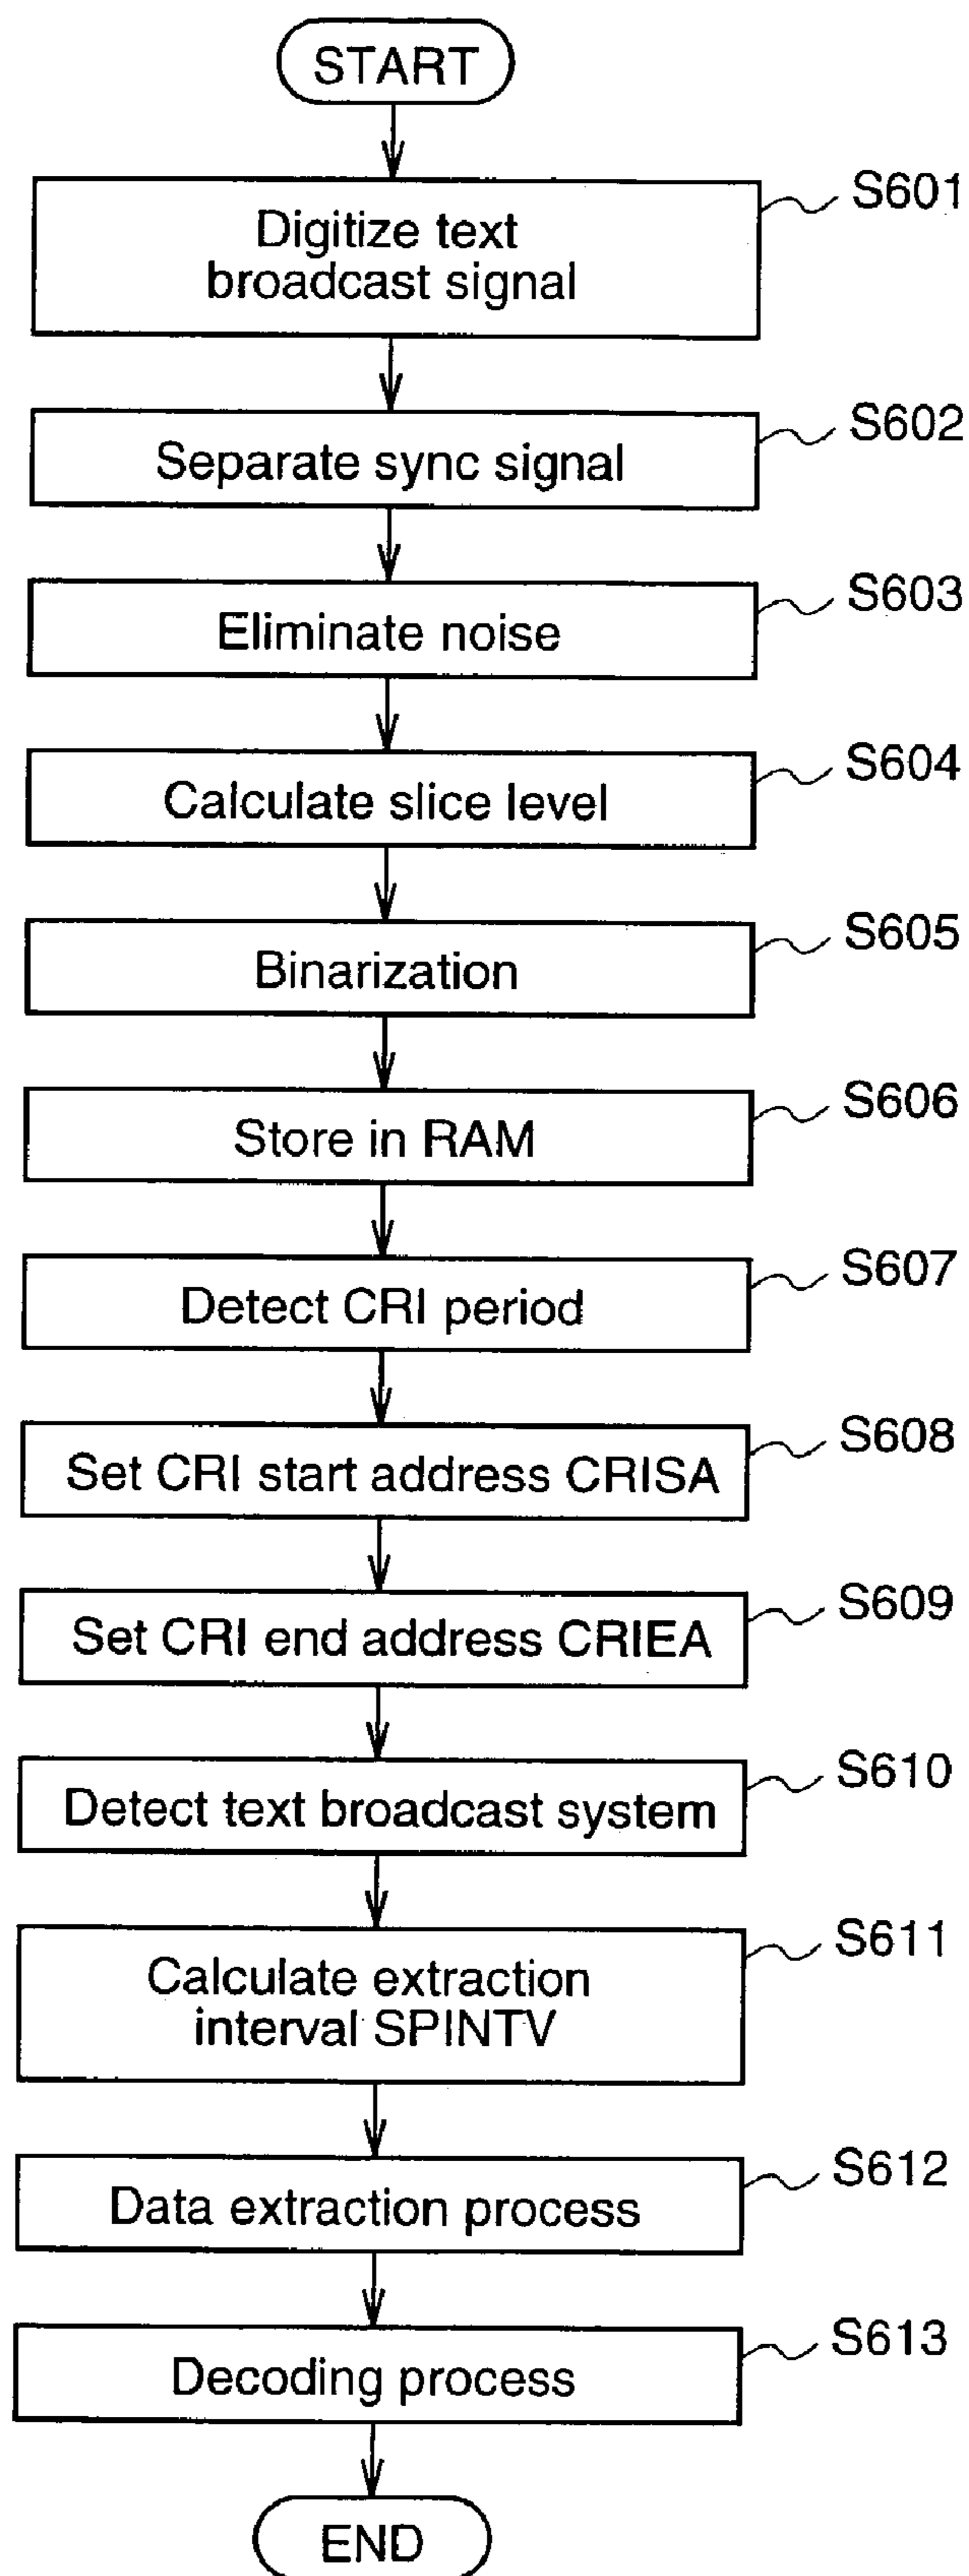 START
S601
Digitize text
broadcast signal
S602
Separate sync signal
S603
Eliminate noise
S604
Calculate slice level
S605
Binarization
S606
Store in RAM
S607
Detect CRI period
S608
Set CRI start address CRISA
S609
Set CRI end address CRIEA
S610
Detect text broadcast system
S611
Calculate extraction
interval SPINTV
S612
Data extraction process
S613
Decoding process
END